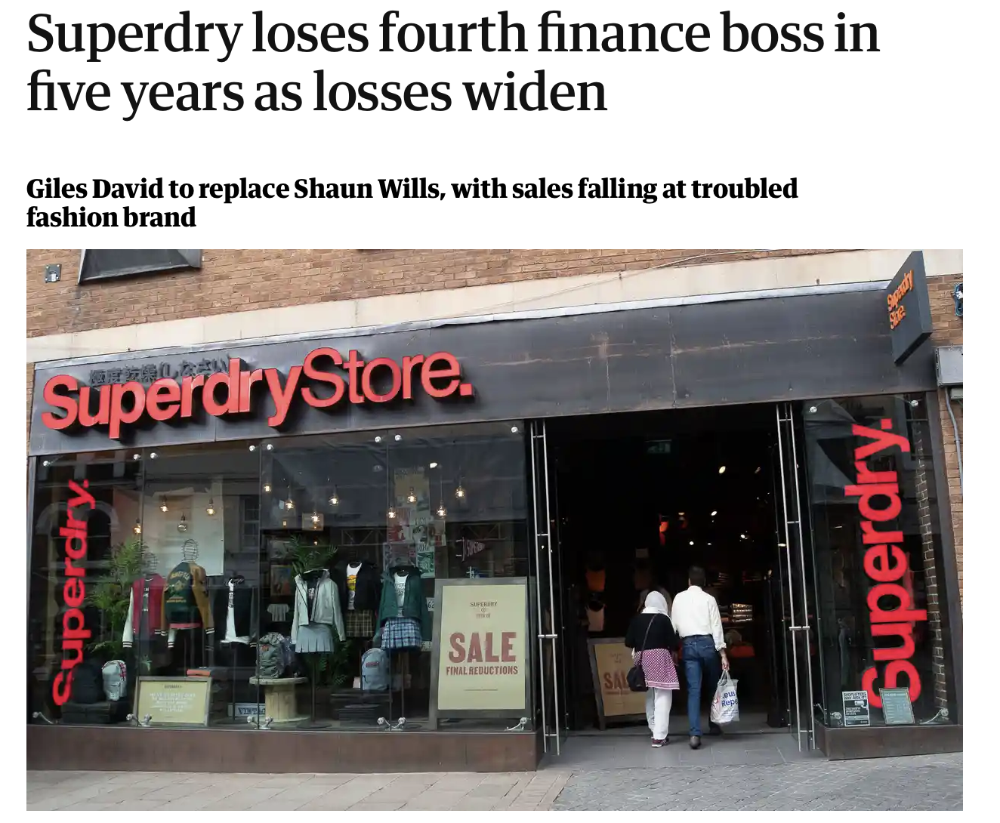 Superdry loses fourth finance boss in
five years as losses widen
Giles David to replace Shaun Wills, with sales falling at troubled
fashion brand
Superdry
Store.
極度乾燥(しなさい)
SuperdryStore.
Superdry.
Superdry.
SUPERDRY
SALE
FINAL REDUCTIONS
SAL